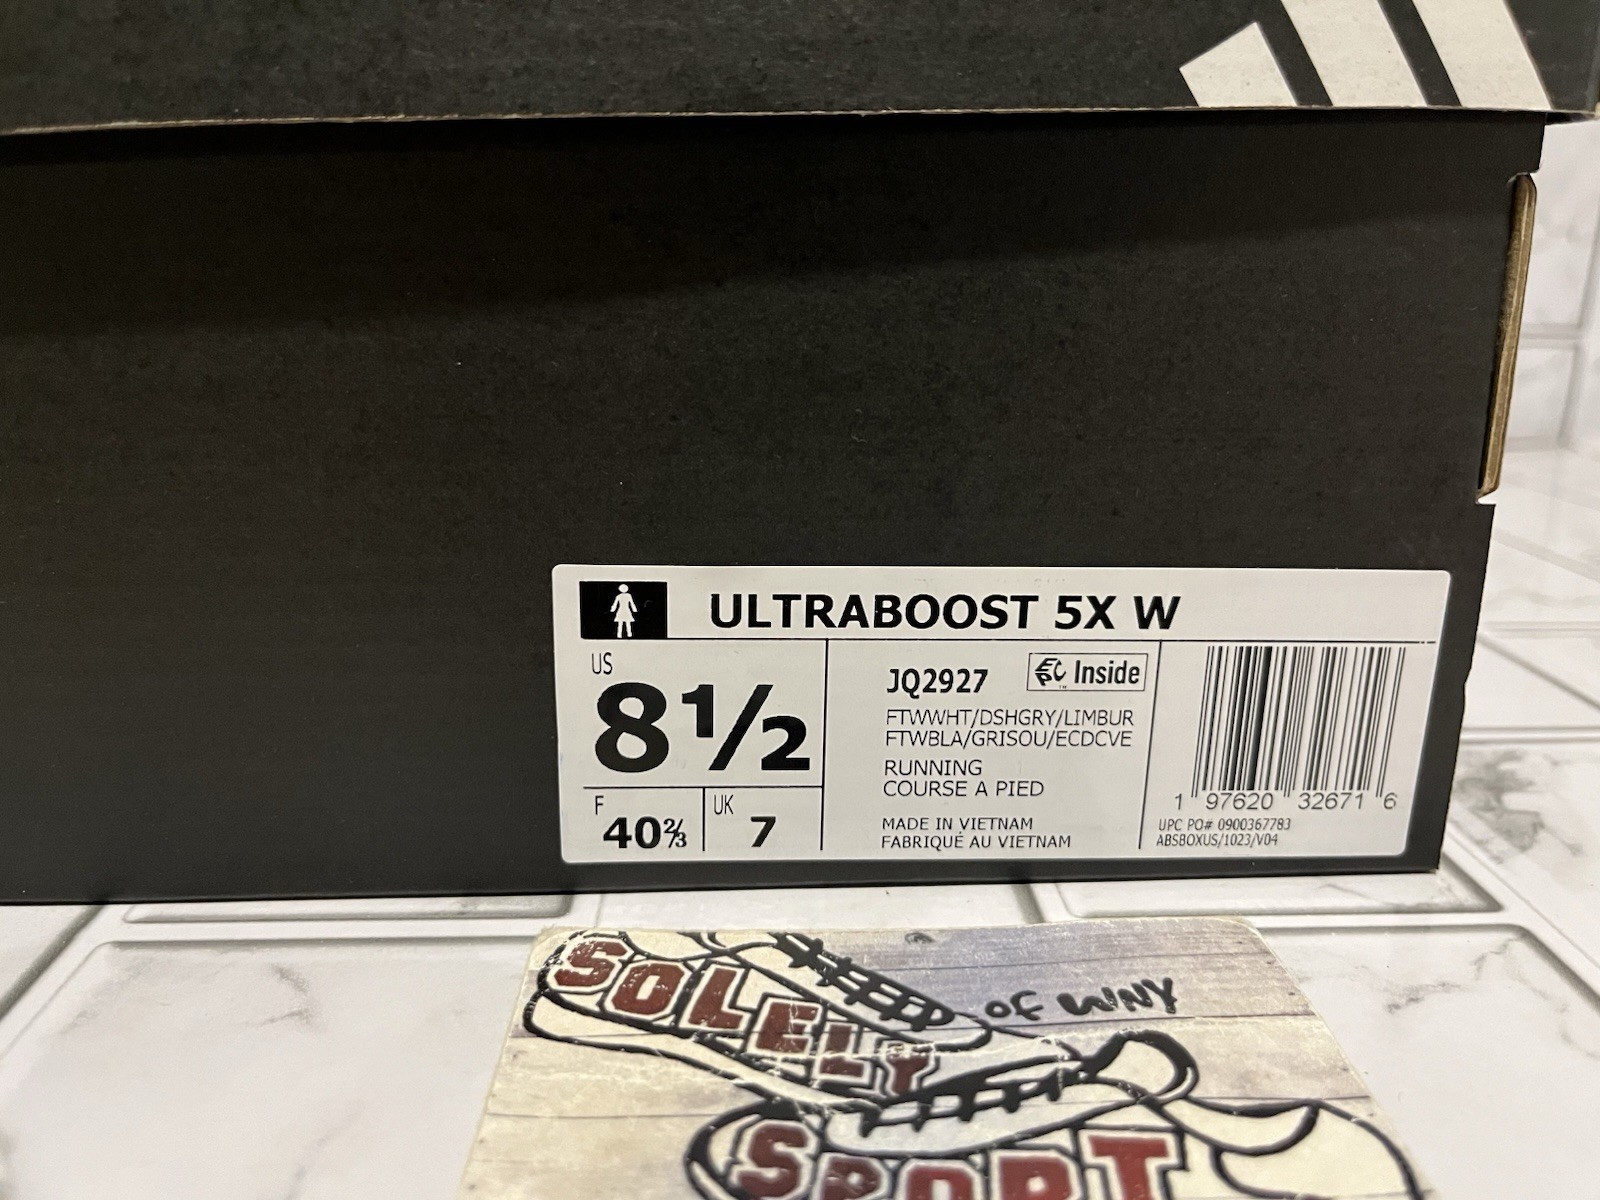 ULTRABOOST 5X W
US
8½
F
40⅔
UK
7
JQ2927
EPC™ Inside
FTWWHT/DSHGRY/LIMBUR
FTWBLA/GRISOU/ECDCVE
RUNNING
COURSE A PIED
MADE IN VIETNAM
FABRIQUÉ AU VIETNAM
1 97620 32671 6
UPC PO# 0900367783
ABSBOXUS/1023/V04
SOLELY
OF WNY
SPORT